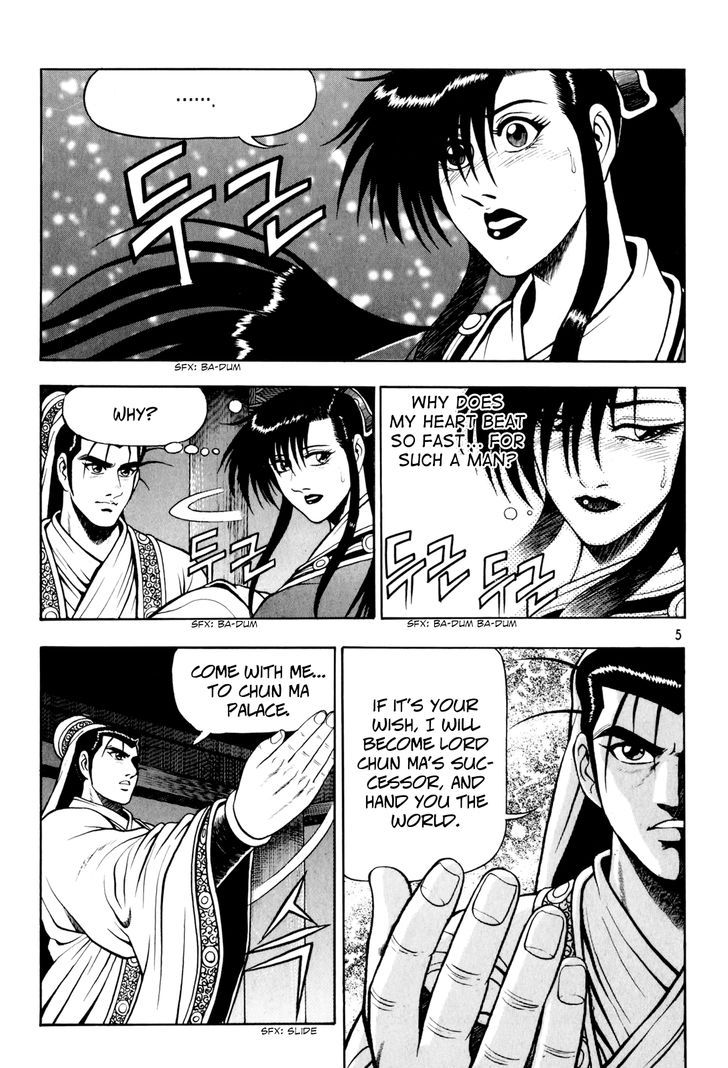 .......
두근
SFX: BA-DUM
WHY?
두근
SFX: BA-DUM
WHY DOES
MY HEART BEAT
SO FAST... FOR
SUCH A MAN?
두근 두근
SFX: BA-DUM BA-DUM
5
COME WITH ME...
TO CHUN MA
PALACE.
스
SFX: SLIDE
IF IT'S YOUR
WISH, I WILL
BECOME LORD
CHUN MA'S SUC-
CESSOR, AND
HAND YOU THE
WORLD.